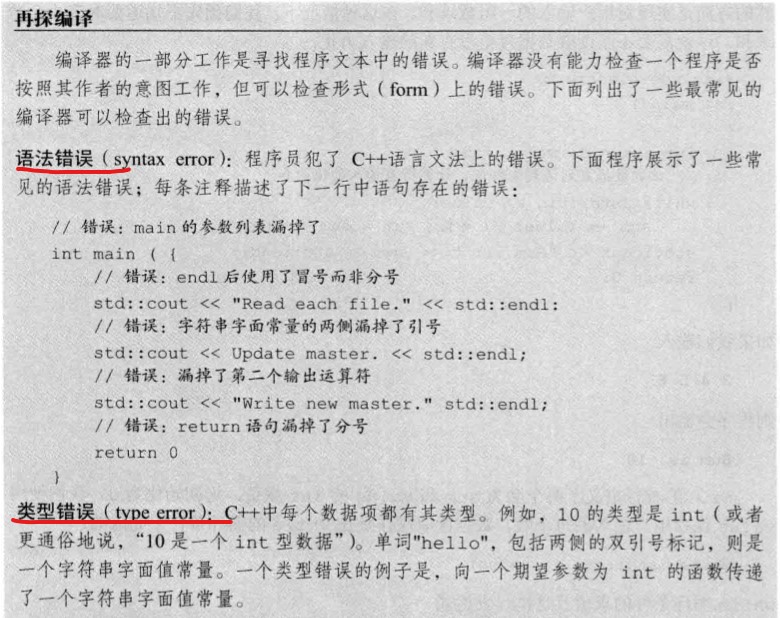 再探编译
编译器的一部分工作是寻找程序文本中的错误。编译器没有能力检查一个程序是否
按照其作者的意图工作，但可以检查形式（form）上的错误。下面列出了一些最常见的
编译器可以检查出的错误。
语法错误（syntax error）：程序员犯了 C++语言文法上的错误。下面程序展示了一些常
见的语法错误；每条注释描述了下一行中语句存在的错误：
// 错误：main 的参数列表漏掉了
int main ( {
// 错误：endl 后使用了冒号而非分号
std::cout << "Read each file." << std::endl:
// 错误：字符串字面常量的两侧漏掉了引号
std::cout << Update master. << std::endl;
// 错误：漏掉了第二个输出运算符
std::cout << "Write new master." std::endl;
// 错误：return 语句漏掉了分号
return 0
}
类型错误（type error）：C++中每个数据项都有其类型。例如，10 的类型是 int（或者
更通俗地说，“10 是一个 int 型数据”）。单词"hello"，包括两侧的双引号标记，则是
一个字符串字面值常量。一个类型错误的例子是，向一个期望参数为 int 的函数传递
了一个字符串字面值常量。